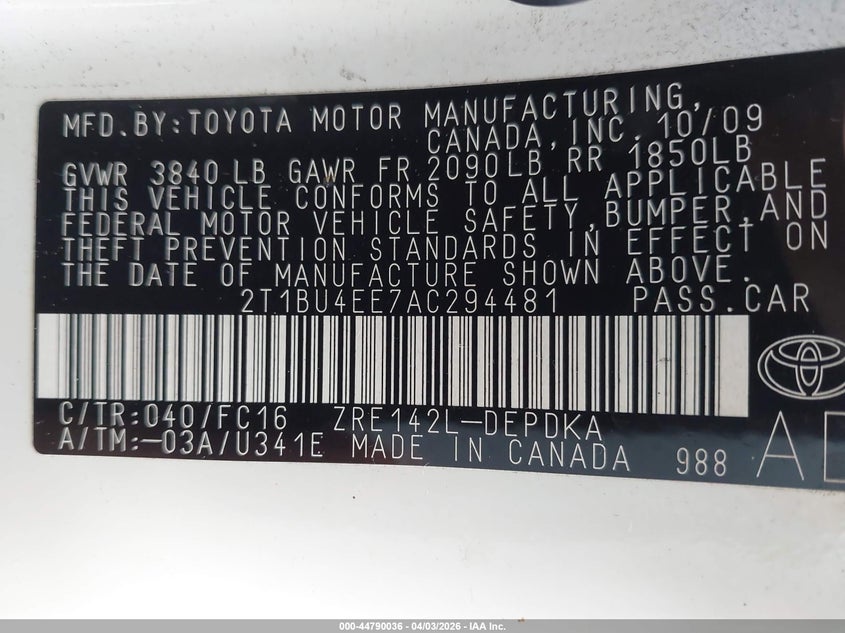 MFD.BY:TOYOTA MOTOR MANUFACTURING,
CANADA,INC. 10/09
GVWR 3840 LB GAWR FR 2090LB RR 1850LB
THIS VEHICLE CONFORMS TO ALL APPLICABLE
FEDERAL MOTOR VEHICLE SAFETY,BUMPER,AND
THEFT PREVENTION STANDARDS IN EFFECT ON
THE DATE OF MANUFACTURE SHOWN ABOVE.
2T1BU4EE7AC294481 PASS.CAR
C/TR:040/FC16 ZRE142L-DEPDKA
A/TM:-03A/U341E MADE IN CANADA 988 A
000-44790036 - 04/03/2026 - IAA Inc.